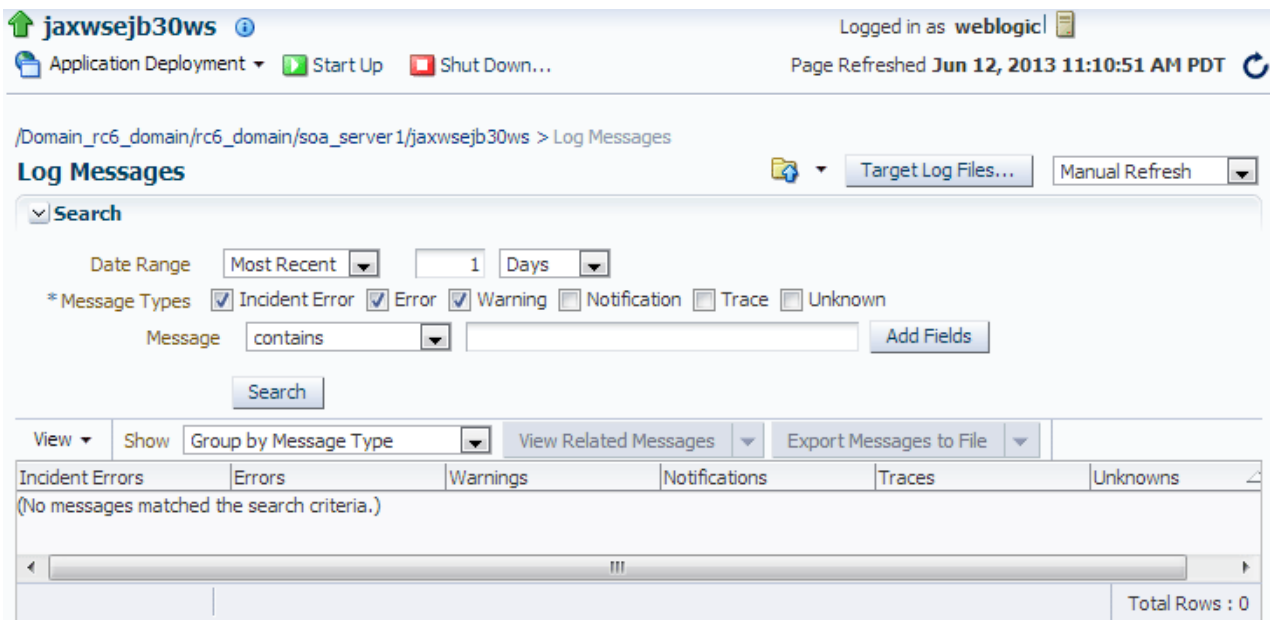 jaxwsejb30ws
Logged in as weblogic
Application Deployment Start Up Shut Down...
Page Refreshed Jun 12, 2013 11:10:51 AM PDT
/Domain_rc6_domain/rc6_domain/soa_server1/jaxwsejb30ws > Log Messages
Log Messages
Target Log Files... Manual Refresh
Search
Date Range Most Recent 1 Days
* Message Types Incident Error Error Warning Notification Trace Unknown
Message contains Add Fields
Search
View Show Group by Message Type View Related Messages Export Messages to File
Incident Errors Errors Warnings Notifications Traces Unknowns
(No messages matched the search criteria.)
Total Rows : 0